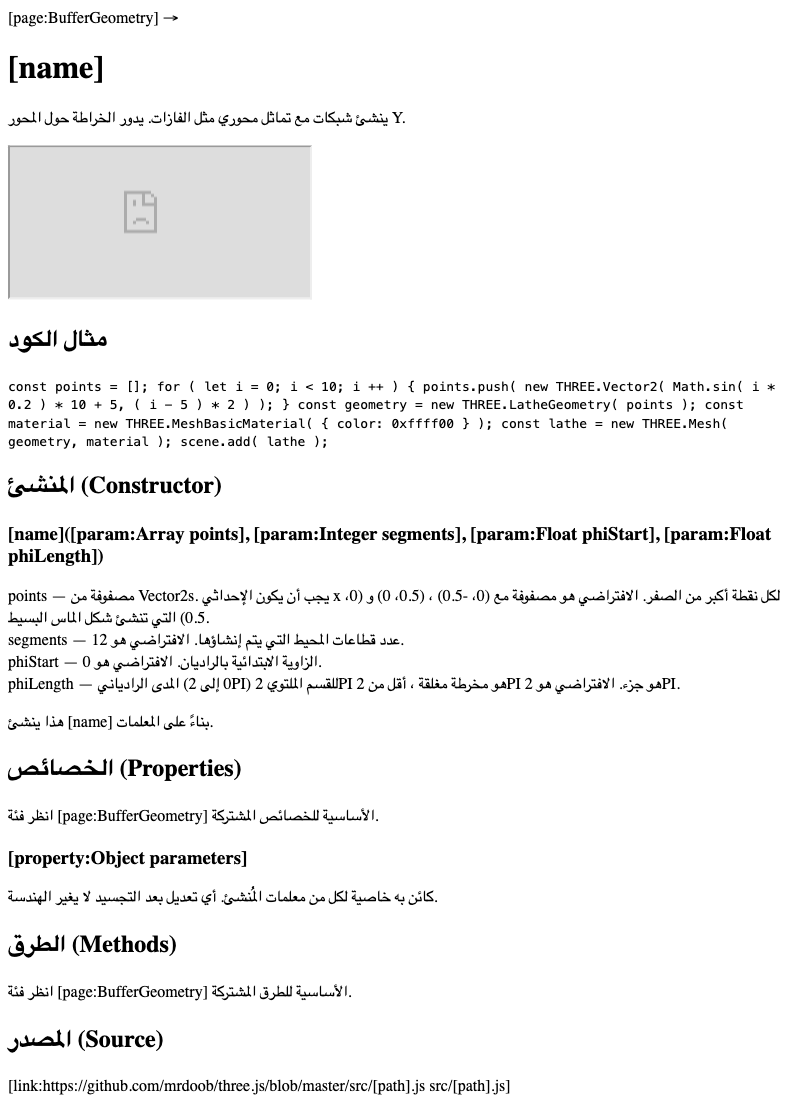 [page:BufferGeometry] →
[name]
ينشئ شبكات مع تماثل محوري مثل الفازات. يدور الخراطة حول المحور Y.
مثال الكود
const points = []; for ( let i = 0; i < 10; i ++ ) { points.push( new THREE.Vector2( Math.sin( i *
0.2 ) * 10 + 5, ( i - 5 ) * 2 ) ); } const geometry = new THREE.LatheGeometry( points ); const
material = new THREE.MeshBasicMaterial( { color: 0xffff00 } ); const lathe = new THREE.Mesh(
geometry, material ); scene.add( lathe );
المنشئ (Constructor)
[name]([param:Array points], [param:Integer segments], [param:Float phiStart], [param:Float
phiLength])
points — مصفوفة من Vector2s. يجب أن يكون الإحداثي x لكل نقطة أكبر من الصفر. الافتراضي هو مصفوفة مع (0، -0.5) ، (0.5، 0) و (0،
0.5) التي تنشئ شكل الماس البسيط.
segments — عدد قطاعات المحيط التي يتم إنشاؤها. الافتراضي هو 12.
phiStart — الزاوية الابتدائية بالراديان. الافتراضي هو 0.
phiLength — المدى الرادياني (0 إلى 2PI) للقسم الملتوي 2PI هو مخرطة مغلقة ، أقل من 2PI هو جزء. الافتراضي هو 2PI.
هذا ينشئ [name] بناءً على المعلمات.
الخصائص (Properties)
انظر فئة [page:BufferGeometry] الأساسية للخصائص المشتركة.
[property:Object parameters]
كائن به خاصية لكل من معلمات المُنشئ. أي تعديل بعد التجسيد لا يغير الهندسة.
الطرق (Methods)
انظر فئة [page:BufferGeometry] الأساسية للطرق المشتركة.
المصدر (Source)
[link:https://github.com/mrdoob/three.js/blob/master/src/[path].js src/[path].js]